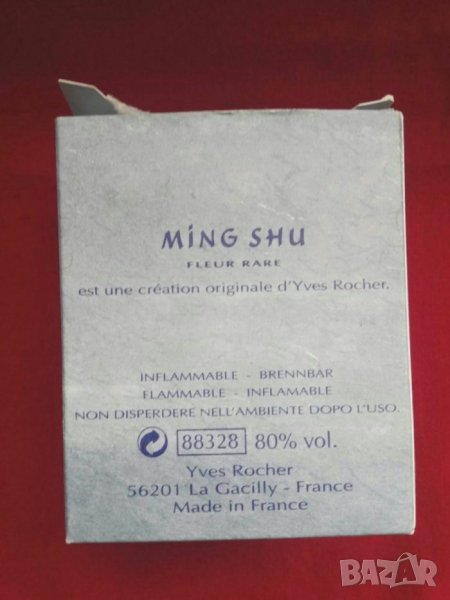 MiNG SHU
FLEUR RARE
est une création originale d'Yves Rocher.
INFLAMMABLE - BRENNBAR
FLAMMABLE - INFLAMABLE
NON DISPERDERE NELL'AMBIENTE DOPO L'USO.
88328 80% vol.
Yves Rocher
56201 La Gacilly - France
Made in France
BAZAR